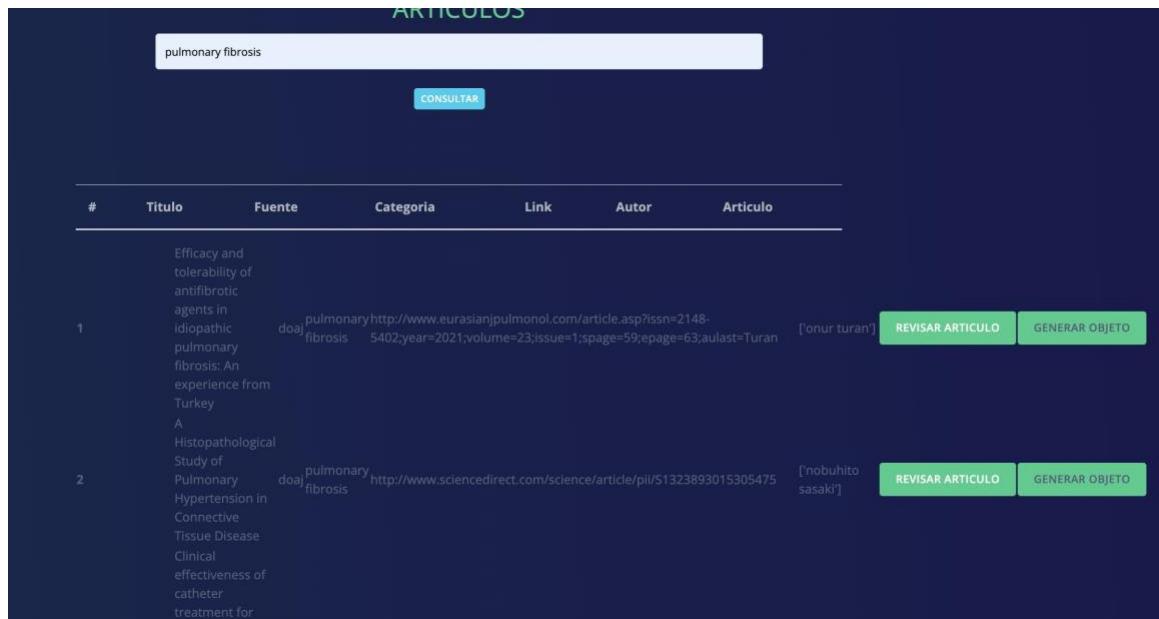 ARTICULOS
pulmonary fibrosis
CONSULTAR
# Titulo Fuente Categoria Link Autor Articulo
1
Efficacy and
tolerability of
antifibrotic
agents in
idiopathic
pulmonary
fibrosis: An
experience from
Turkey
doaj
pulmonary
fibrosis
http://www.eurasianjpulmonol.com/article.asp?issn=2148-
5402;year=2021;volume=23;issue=1;spage=59;epage=63;aulast=Turan
['onur turan']
REVISAR ARTICULO
GENERAR OBJETO
2
A
Histopathological
Study of
Pulmonary
Hypertension in
Connective
Tissue Disease
doaj
pulmonary
fibrosis
http://www.sciencedirect.com/science/article/pii/S1323893015305475
['nobuhito
sasaki']
REVISAR ARTICULO
GENERAR OBJETO
Clinical
effectiveness of
catheter
treatment for